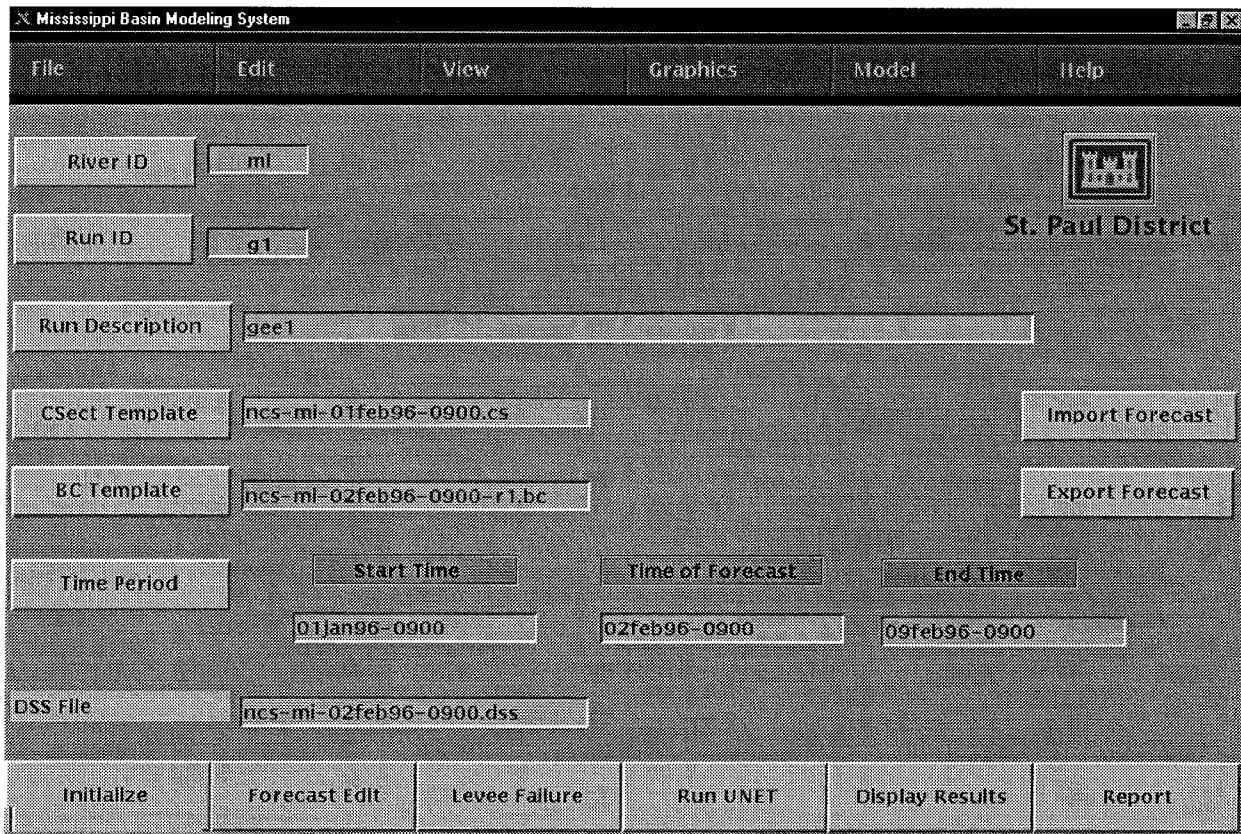 Mississippi Basin Modeling System
File Edit View Graphics Model Help
River ID mi
St. Paul District
Run ID g1
Run Description gee1
CSect Template ncs-mi-01feb96-0900.cs Import Forecast
BC Template ncs-mi-02feb96-0900-r1.bc Export Forecast
Time Period Start Time Time of Forecast End Time
01jan96-0900 02feb96-0900 09feb96-0900
DSS File ncs-mi-02feb96-0900.dss
Initialize Forecast Edit Levee Failure Run UNET Display Results Report